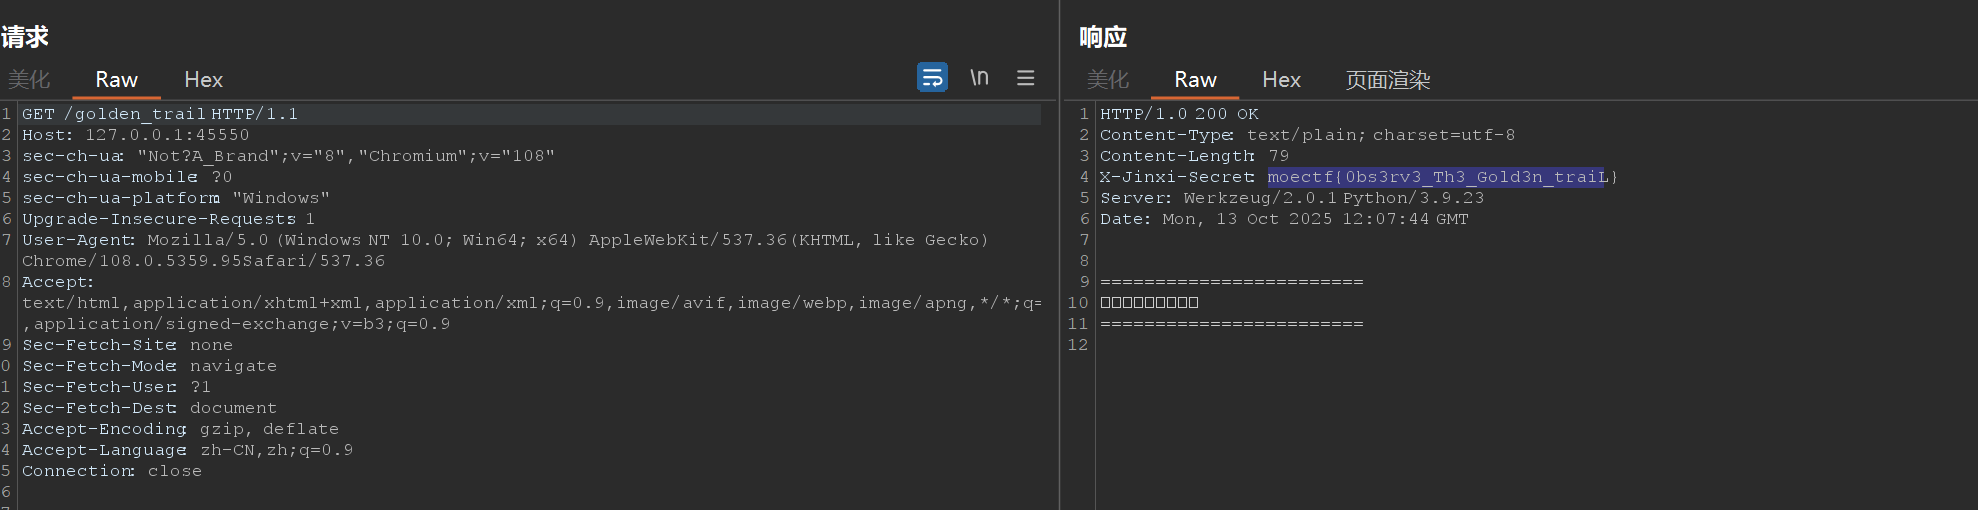 请求
美化 Raw Hex \n
1 GET /golden_trail HTTP/1.1
2 Host: 127.0.0.1:45550
3 sec-ch-ua: "Not?A_Brand";v="8","Chromium";v="108"
4 sec-ch-ua-mobile: ?0
5 sec-ch-ua-platform: "Windows"
6 Upgrade-Insecure-Requests: 1
7 User-Agent: Mozilla/5.0 (Windows NT 10.0; Win64; x64) AppleWebKit/537.36(KHTML, like Gecko)
Chrome/108.0.5359.95Safari/537.36
8 Accept:
text/html,application/xhtml+xml,application/xml;q=0.9,image/avif,image/webp,image/apng,*/*;q=
,application/signed-exchange;v=b3;q=0.9
9 Sec-Fetch-Site: none
0 Sec-Fetch-Mode: navigate
1 Sec-Fetch-User: ?1
2 Sec-Fetch-Dest: document
3 Accept-Encoding: gzip, deflate
4 Accept-Language: zh-CN,zh;q=0.9
5 Connection: close
6
响应
美化 Raw Hex 页面渲染
1 HTTP/1.0 200 OK
2 Content-Type: text/plain; charset=utf-8
3 Content-Length: 79
4 X-Jinxi-Secret: moectf{0bs3rv3_Th3_Gold3n_traiL}
5 Server: Werkzeug/2.0.1 Python/3.9.23
6 Date: Mon, 13 Oct 2025 12:07:44 GMT
7
8
9 ========================
10 □□□□□□□□□
11 ========================
12